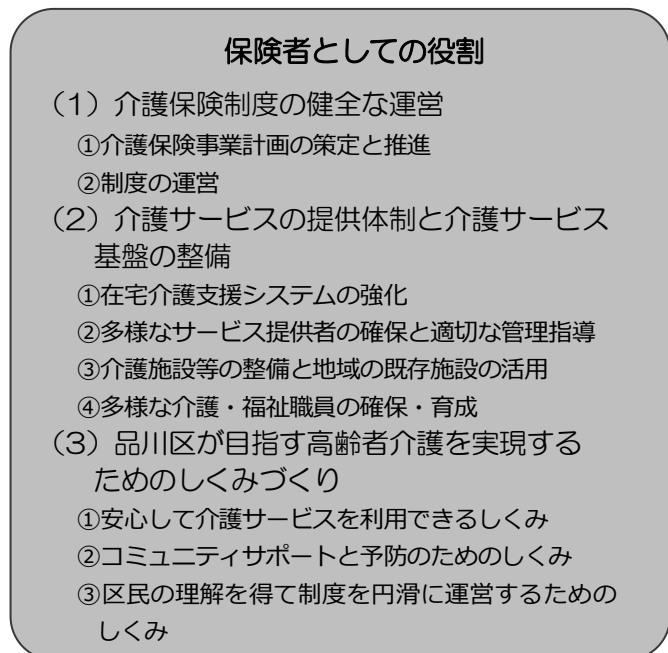 保険者としての役割
（１）介護保険制度の健全な運営
①介護保険事業計画の策定と推進
②制度の運営
（２）介護サービスの提供体制と介護サービス
基盤の整備
①在宅介護支援システムの強化
②多様なサービス提供者の確保と適切な管理指導
③介護施設等の整備と地域の既存施設の活用
④多様な介護・福祉職員の確保・育成
（３）品川区が目指す高齢者介護を実現する
ためのしくみづくり
①安心して介護サービスを利用できるしくみ
②コミュニティサポートと予防のためのしくみ
③区民の理解を得て制度を円滑に運営するための
しくみ